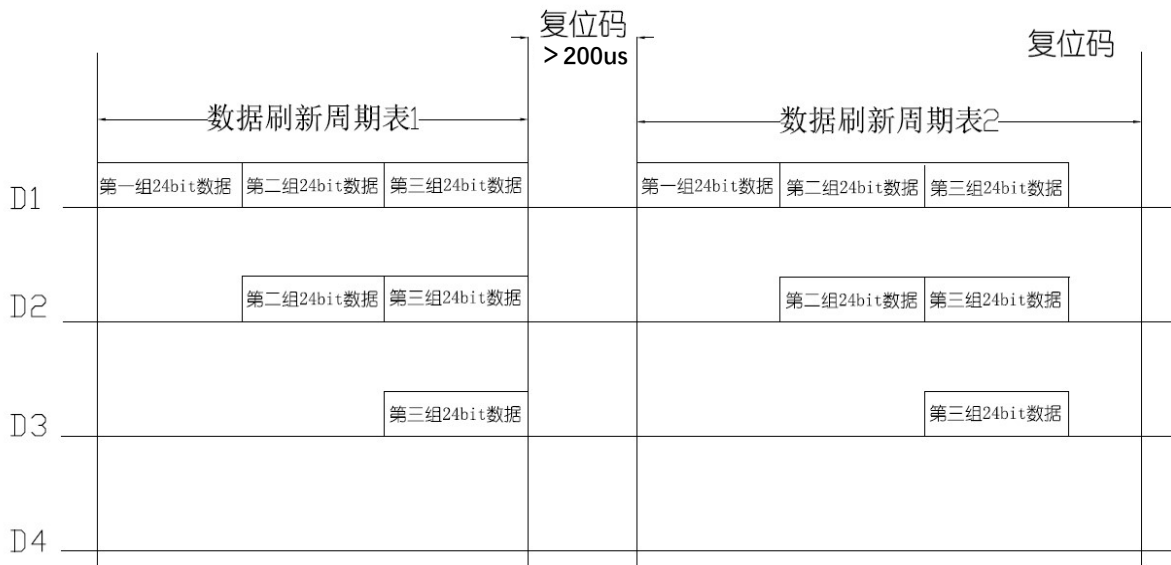 复位码
>200us
复位码
数据刷新周期表1
数据刷新周期表2
D1
第一组24bit数据
第二组24bit数据
第三组24bit数据
第一组24bit数据
第二组24bit数据
第三组24bit数据
D2
第二组24bit数据
第三组24bit数据
第二组24bit数据
第三组24bit数据
D3
第三组24bit数据
第三组24bit数据
D4